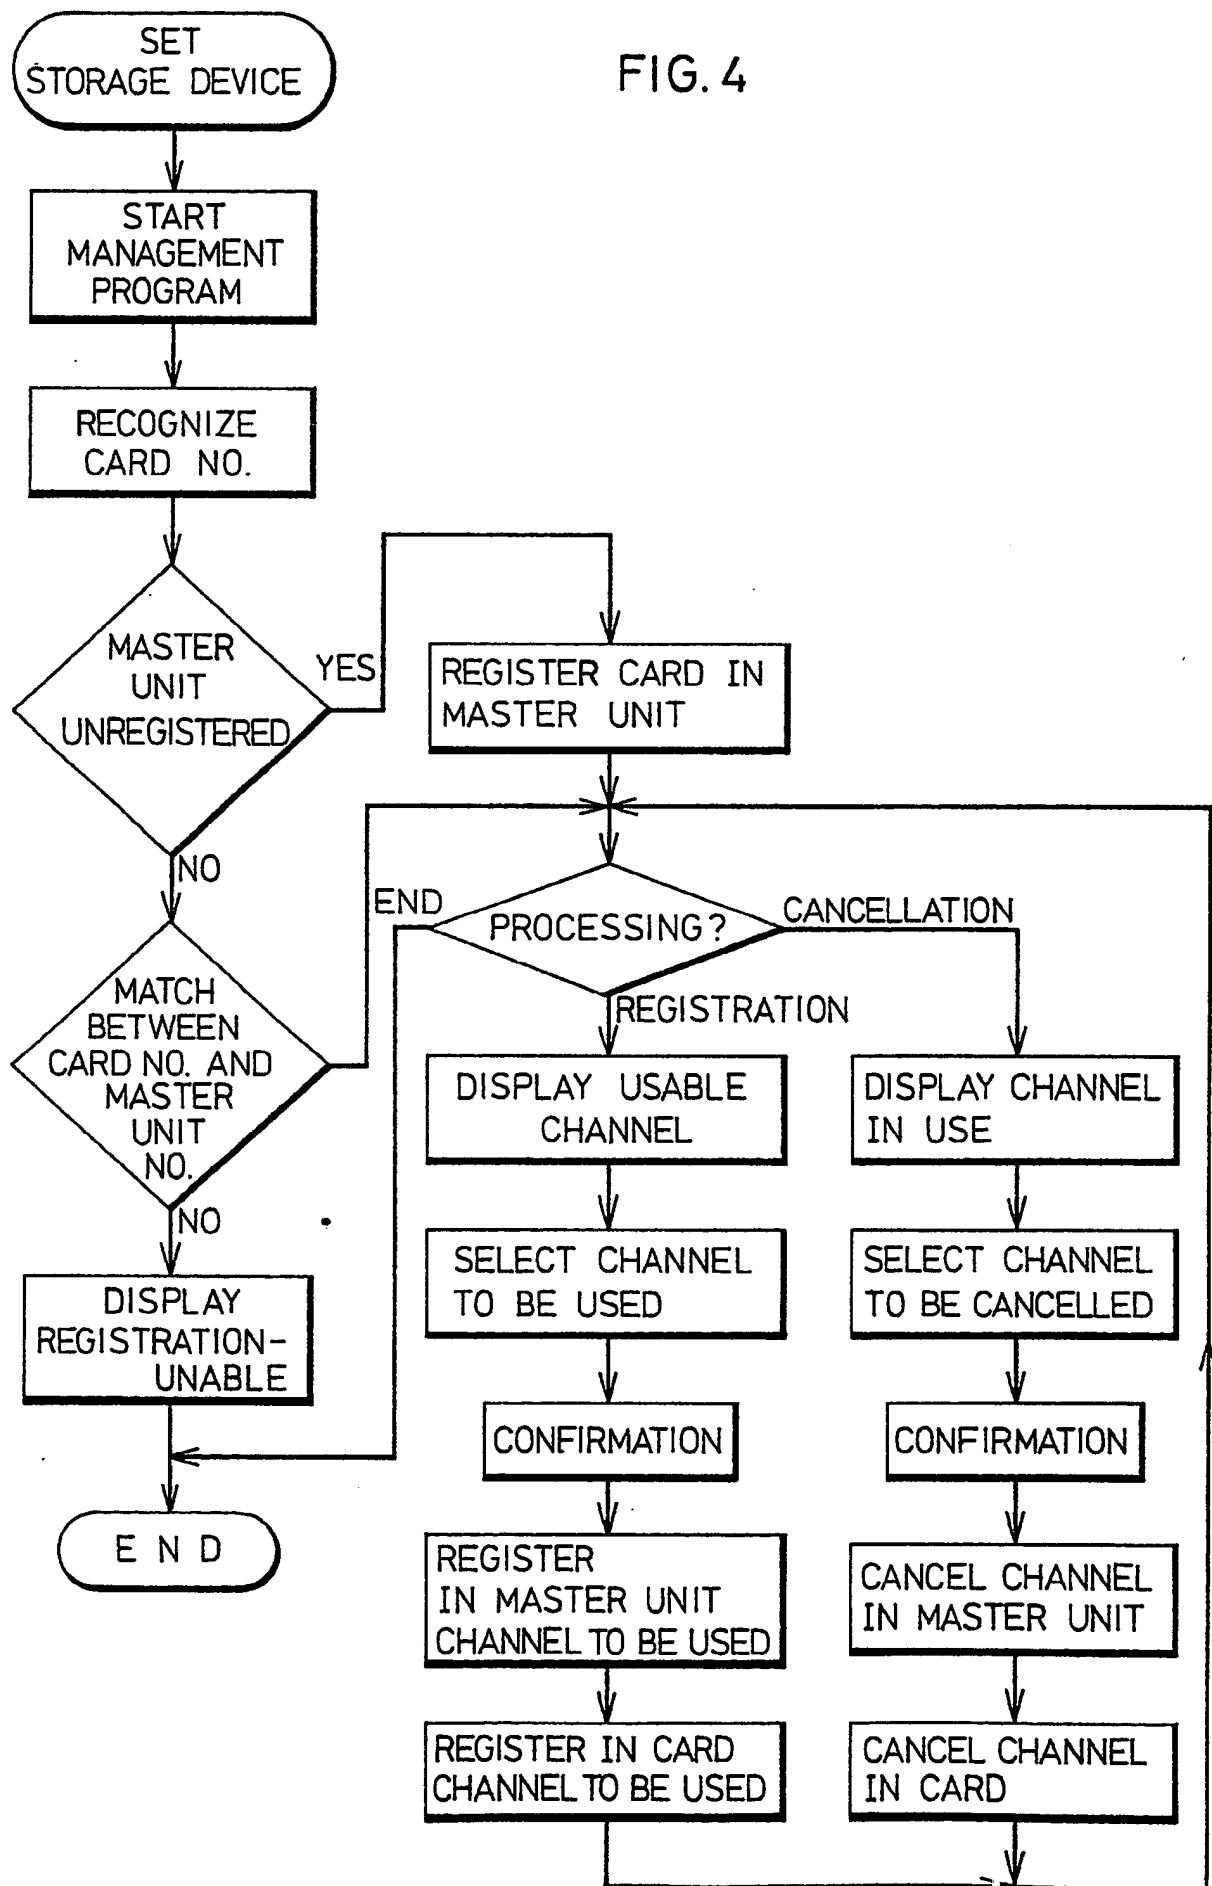 FIG. 4
SET
STORAGE DEVICE
START
MANAGEMENT
PROGRAM
RECOGNIZE
CARD NO.
MASTER
UNIT
UNREGISTERED
YES
NO
REGISTER CARD IN
MASTER UNIT
MATCH
BETWEEN
CARD NO. AND
MASTER
UNIT
NO.
NO
DISPLAY
REGISTRATION-
UNABLE
END
PROCESSING?
END
CANCELLATION
REGISTRATION
DISPLAY USABLE
CHANNEL
SELECT CHANNEL
TO BE USED
CONFIRMATION
REGISTER
IN MASTER UNIT
CHANNEL TO BE USED
REGISTER IN CARD
CHANNEL TO BE USED
DISPLAY CHANNEL
IN USE
SELECT CHANNEL
TO BE CANCELLED
CONFIRMATION
CANCEL CHANNEL
IN MASTER UNIT
CANCEL CHANNEL
IN CARD